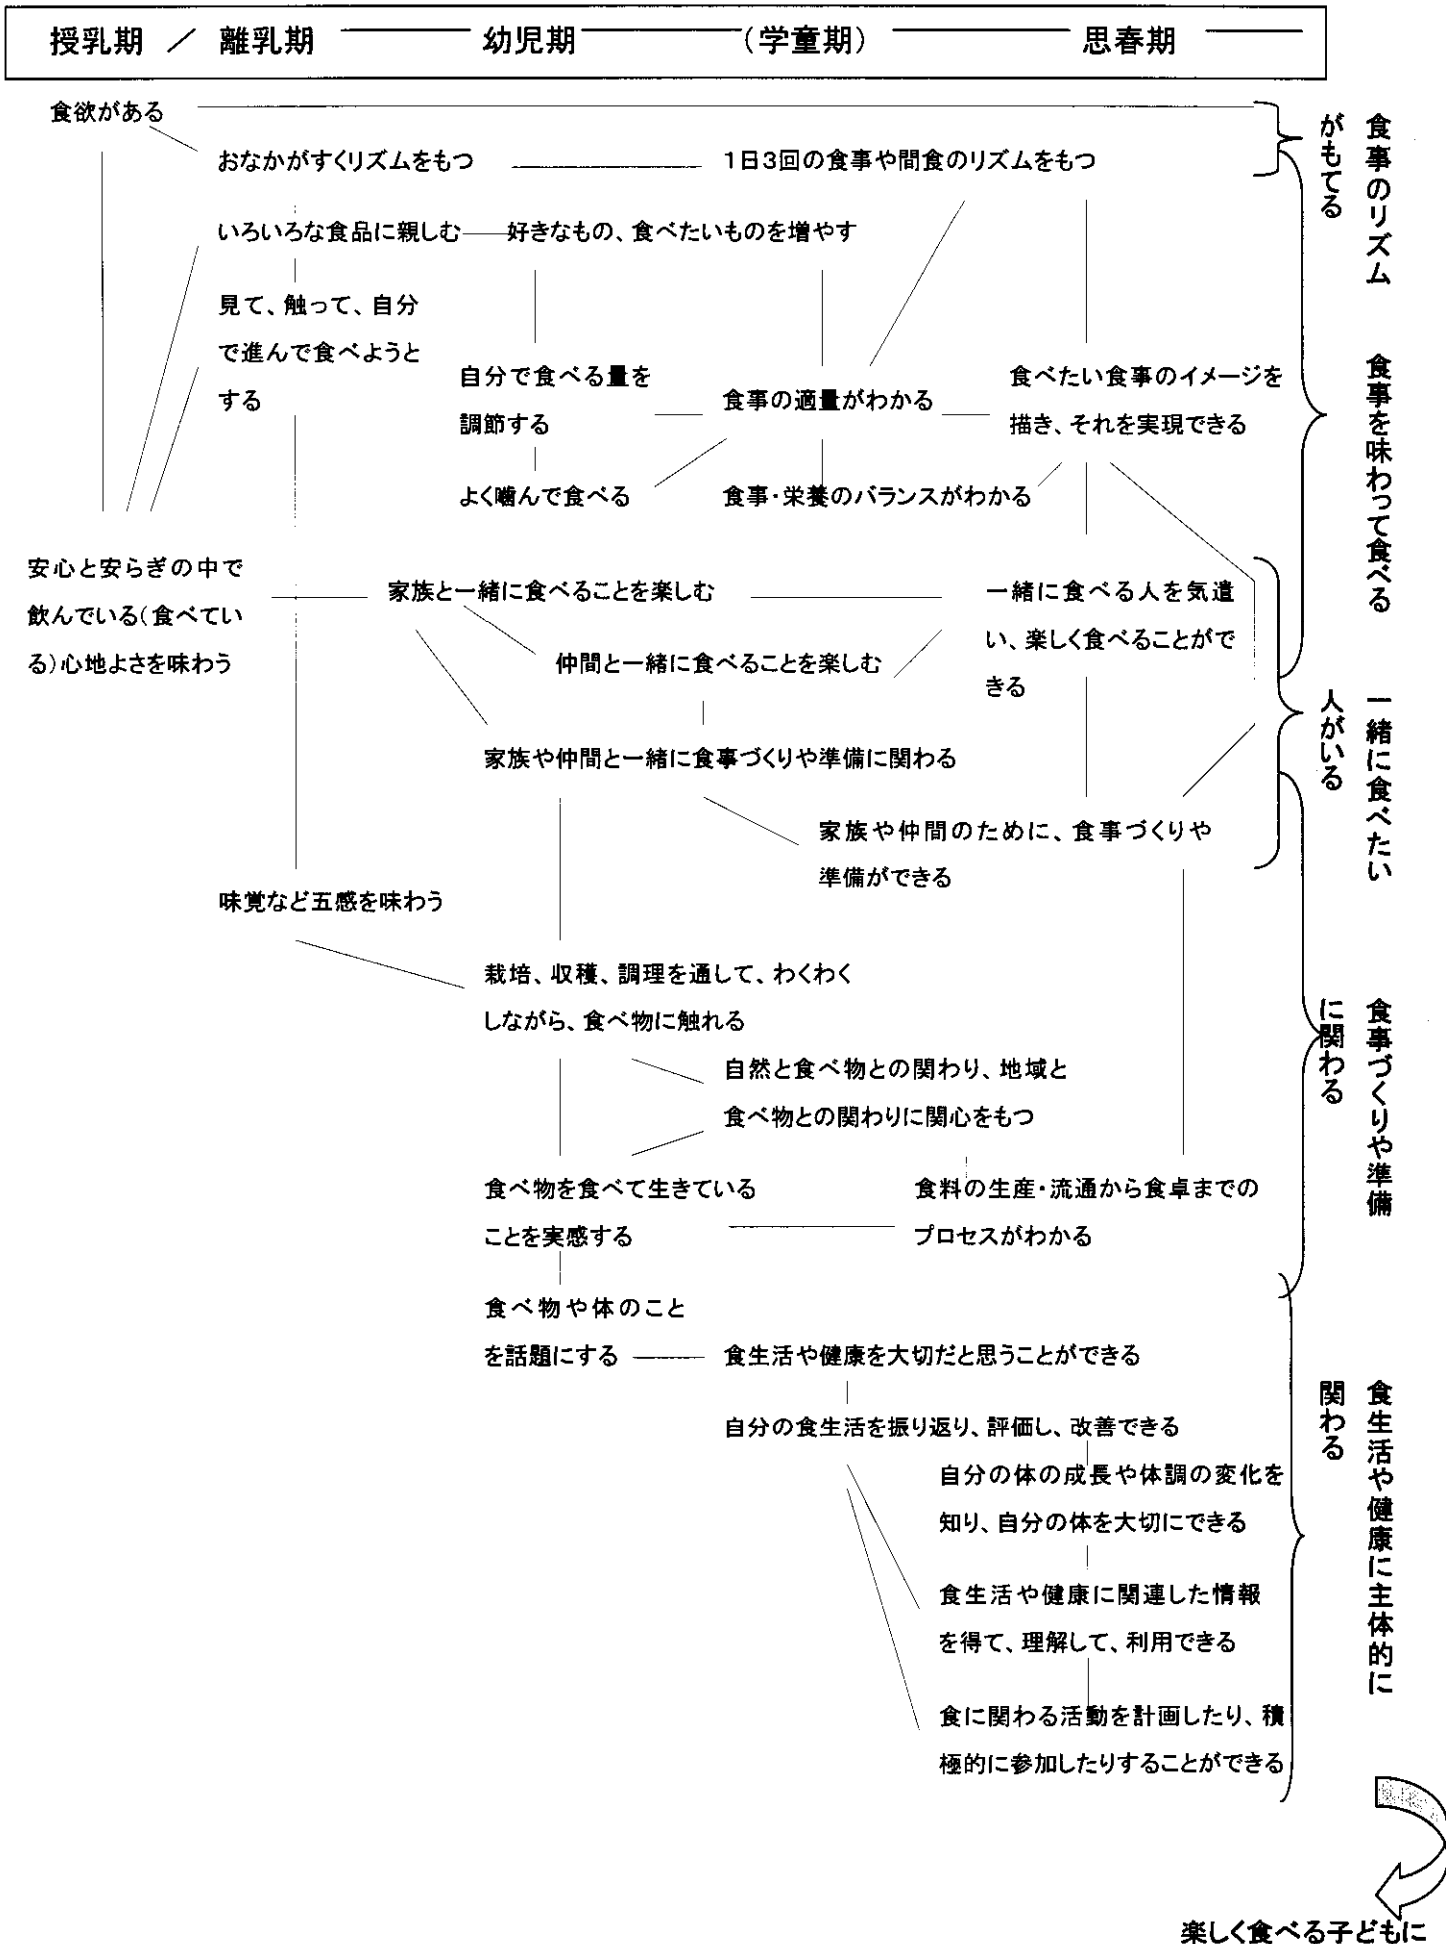 授乳期 / 離乳期 ── 幼児期 ── (学童期) ── 思春期 ──
食欲がある
おなかがすくリズムをもつ
1日3回の食事や間食のリズムをもつ
いろいろな食品に親しむ
好きなもの、食べたいものを増やす
見て、触って、自分
で進んで食べようと
する
自分で食べる量を
調節する
食事の適量がわかる
食べたい食事のイメージを
描き、それを実現できる
よく噛んで食べる
食事・栄養のバランスがわかる
安心と安らぎの中で
飲んでいる(食べてい
る)心地よさを味わう
家族と一緒に食べることを楽しむ
一緒に食べる人を気遣
い、楽しく食べることがで
きる
仲間と一緒に食べることを楽しむ
家族や仲間と一緒に食事づくりや準備に関わる
家族や仲間のために、食事づくりや
準備ができる
味覚など五感を味わう
栽培、収穫、調理を通して、わくわく
しながら、食べ物に触れる
自然と食べ物との関わり、地域と
食べ物との関わりに関心をもつ
食べ物を食べて生きている
ことを実感する
食料の生産・流通から食卓までの
プロセスがわかる
食べ物や体のこと
を話題にする
食生活や健康を大切だと思うことができる
自分の食生活を振り返り、評価し、改善できる
自分の体の成長や体調の変化を
知り、自分の体を大切にできる
食生活や健康に関連した情報
を得て、理解して、利用できる
食に関わる活動を計画したり、積
極的に参加したりすることができる
食事のリズム
がもてる
食事を味わって食べる
一緒に食べたい
人がいる
食事づくりや準備
に関わる
食生活や健康に主体的に
関わる
楽しく食べる子どもに